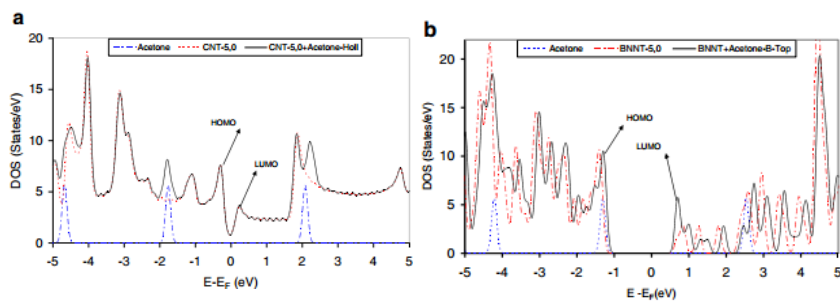 a
Acetone CNT-5,0 CNT-5,0+Acetone-Holl
DOS (States/eV)
20
15
10
5
0
HOMO
LUMO
-5 -4 -3 -2 -1 0 1 2 3 4 5
E-EF (eV)
b
Acetone BNNT-5,0 BNNT+Acetone-B-Top
DOS (States/eV)
20
15
10
5
0
HOMO
LUMO
-5 -4 -3 -2 -1 0 1 2 3 4 5
E -EF(eV)